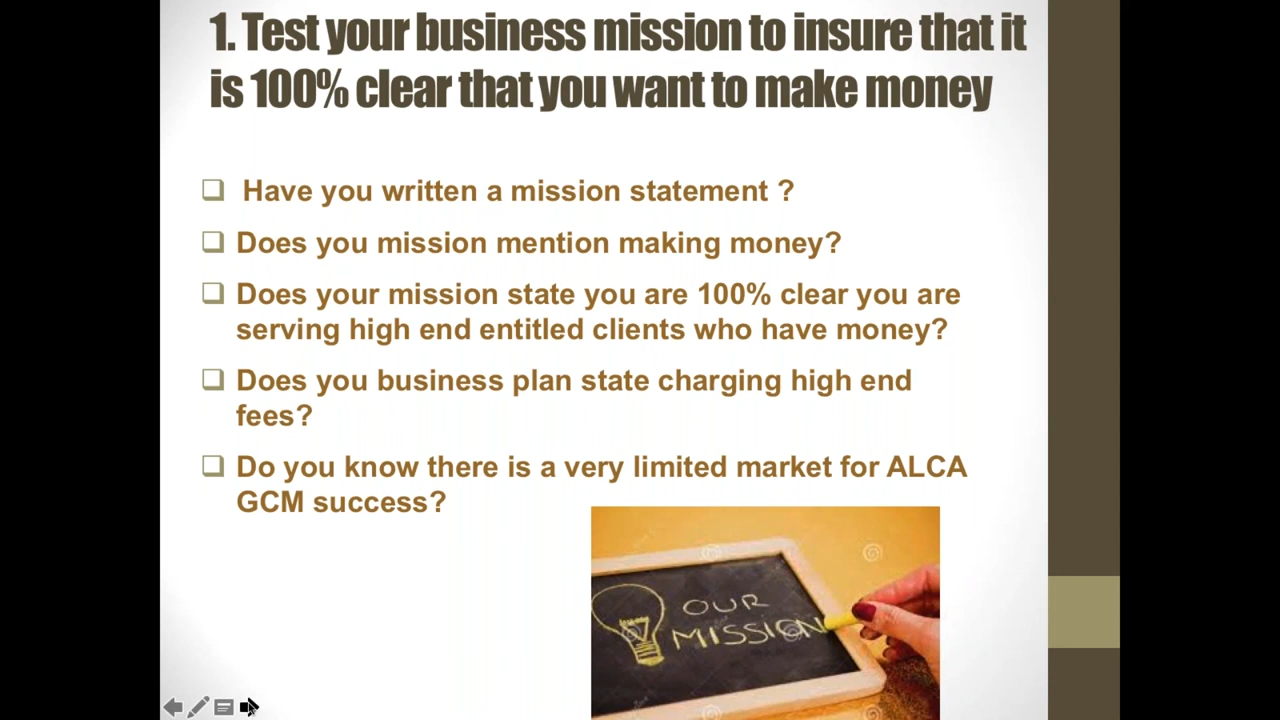 1. Test your business mission to insure that it
is 100% clear that you want to make money
Have you written a mission statement ?
Does you mission mention making money?
Does your mission state you are 100% clear you are
serving high end entitled clients who have money?
Does you business plan state charging high end
fees?
Do you know there is a very limited market for ALCA
GCM success?
OUR
MISSION